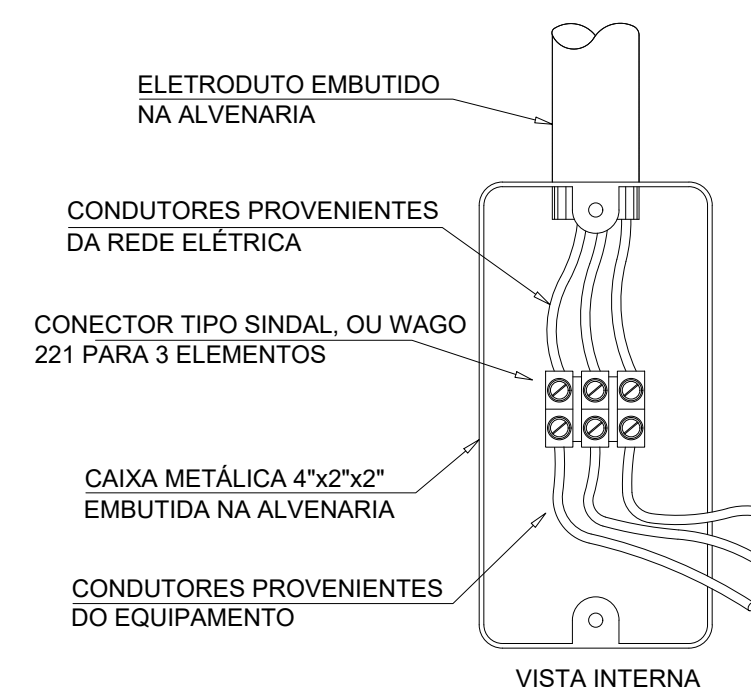 ELETRODUTO EMBUTIDO
NA ALVENARIA
CONDUTORES PROVENIENTES
DA REDE ELÉTRICA
CONECTOR TIPO SINDAL, OU WAGO
221 PARA 3 ELEMENTOS
CAIXA METÁLICA 4"x2"x2"
EMBUTIDA NA ALVENARIA
CONDUTORES PROVENIENTES
DO EQUIPAMENTO
VISTA INTERNA